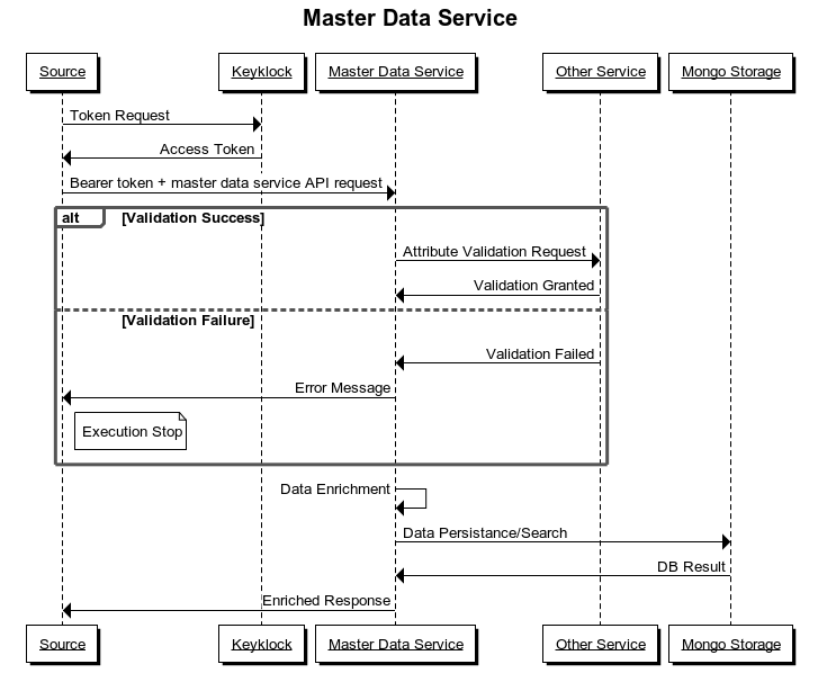 Master Data Service
Source
Keyklock
Master Data Service
Other Service
Mongo Storage
Token Request
Access Token
Bearer token + master data service API request
alt
[Validation Success]
Attribute Validation Request
Validation Granted
[Validation Failure]
Validation Failed
Error Message
Execution Stop
Data Enrichment
Data Persistance/Search
DB Result
Enriched Response
Source
Keyklock
Master Data Service
Other Service
Mongo Storage